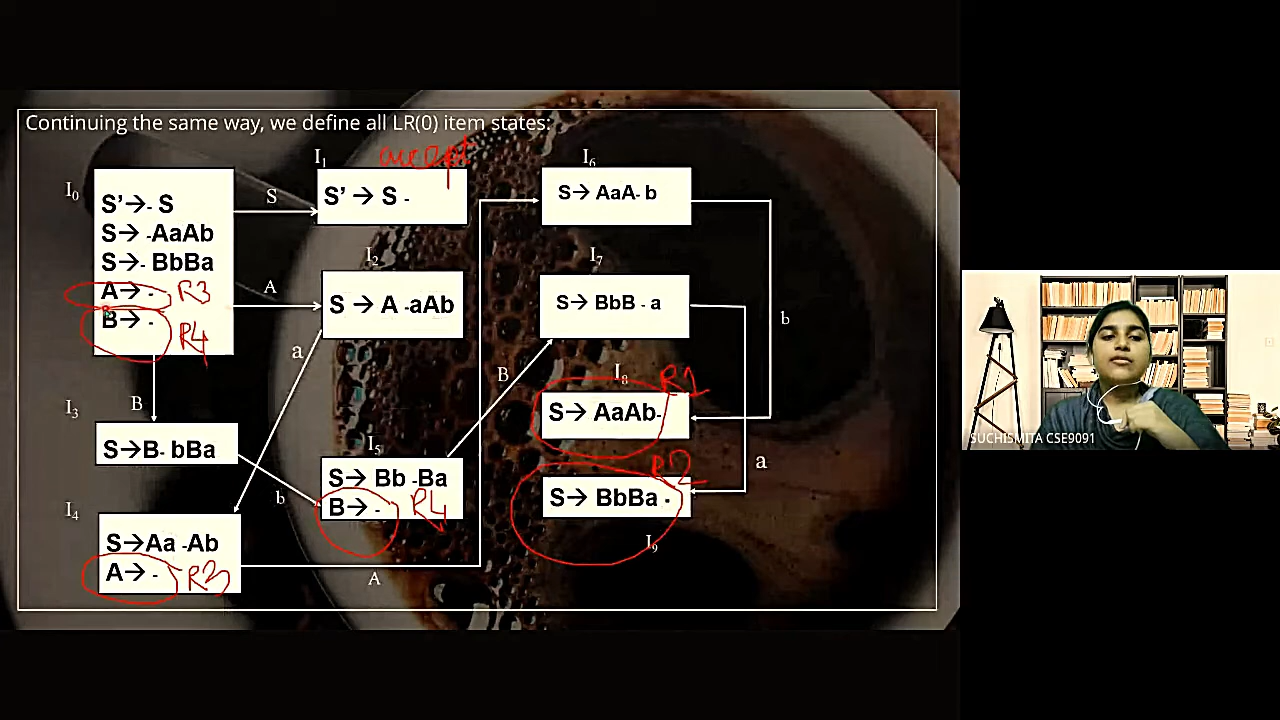 Continuing the same way, we define all LR(0) item states:
I0
S'→- S
S→ -AaAb
S→- BbBa
A→ -
B→ -
R3
R4
S
A
B
I1
accept
S' → S -
I2
S → A -aAb
a
I3
S→B- bBa
b
I4
S→Aa -Ab
A→ -
R3
A
I5
S→ Bb -Ba
B→ -
R4
B
I6
S→ AaA- b
b
I7
S→ BbB - a
a
I8
R1
S→ AaAb-
R2
S→ BbBa -
I9
SUCHISMITA CSE9091